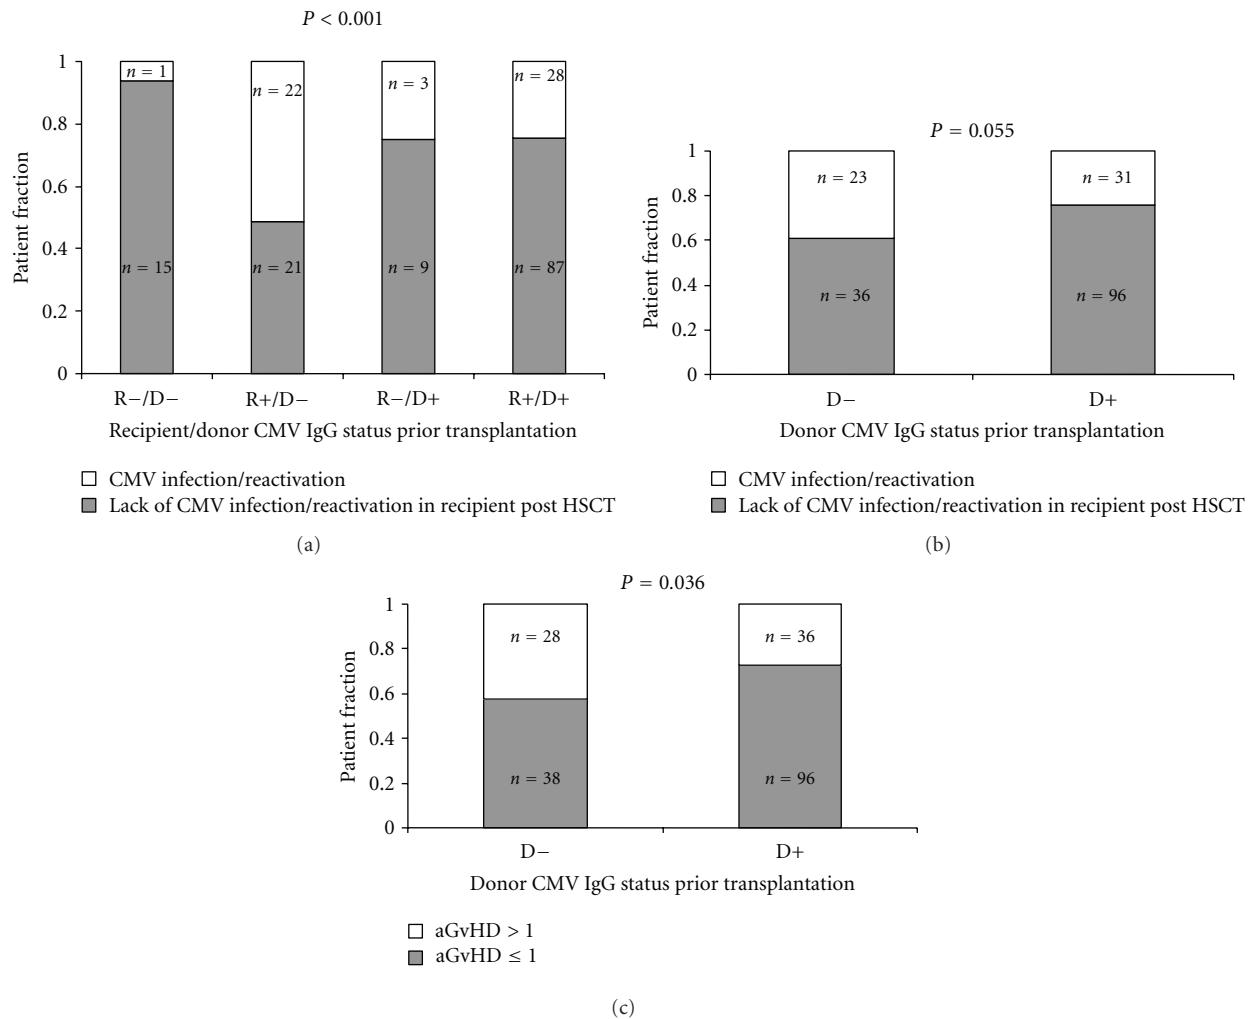 P < 0.001
1
0.8
0.6
0.4
0.2
0
Patient fraction
n = 1
n = 22
n = 3
n = 28
n = 15
n = 21
n = 9
n = 87
R−/D−
R+/D−
R−/D+
R+/D+
Recipient/donor CMV IgG status prior transplantation
CMV infection/reactivation
Lack of CMV infection/reactivation in recipient post HSCT
(a)
P = 0.055
1
0.8
0.6
0.4
0.2
0
Patient fraction
n = 23
n = 31
n = 36
n = 96
D−
D+
Donor CMV IgG status prior transplantation
CMV infection/reactivation
Lack of CMV infection/reactivation in recipient post HSCT
(b)
P = 0.036
1
0.8
0.6
0.4
0.2
0
Patient fraction
n = 28
n = 36
n = 38
n = 96
D−
D+
Donor CMV IgG status prior transplantation
aGvHD > 1
aGvHD ≤ 1
(c)